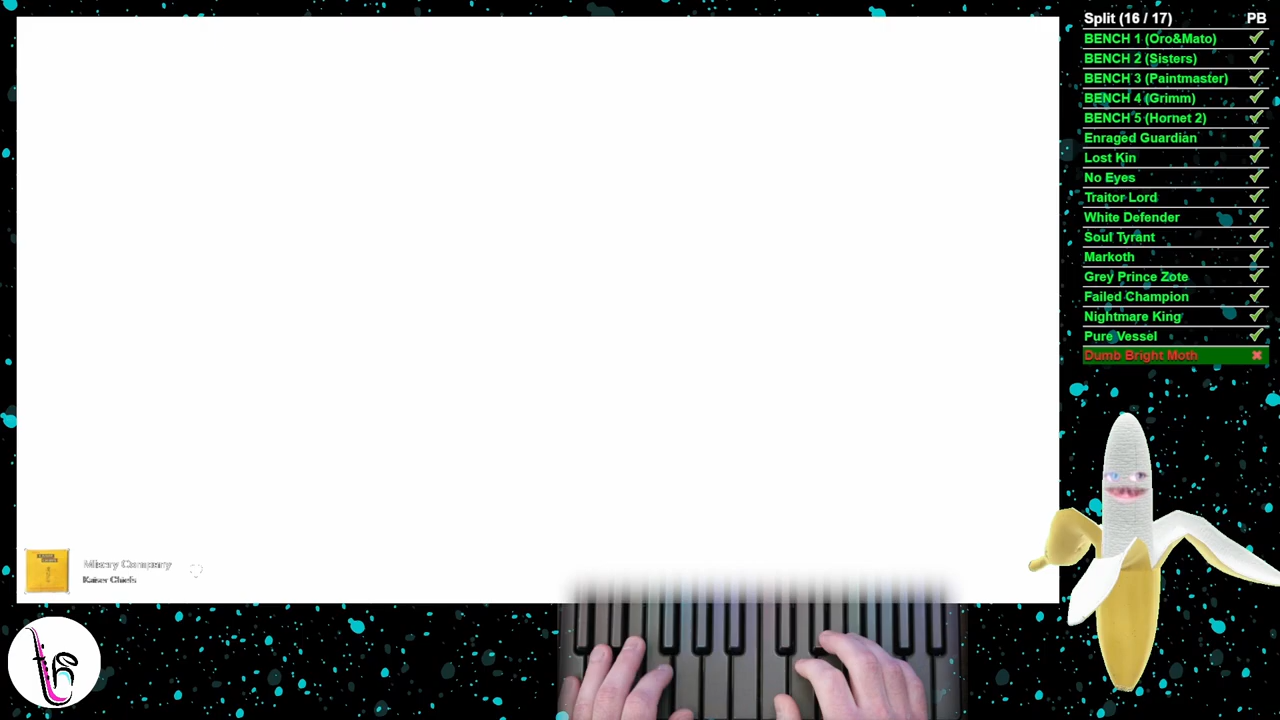 Split (16 / 17) PB
BENCH 1 (Oro&Mato)
BENCH 2 (Sisters)
BENCH 3 (Paintmaster)
BENCH 4 (Grimm)
BENCH 5 (Hornet 2)
Enraged Guardian
Lost Kin
No Eyes
Traitor Lord
White Defender
Soul Tyrant
Markoth
Grey Prince Zote
Failed Champion
Nightmare King
Pure Vessel
Dumb Bright Moth
Misery Company
Kaiser Chiefs